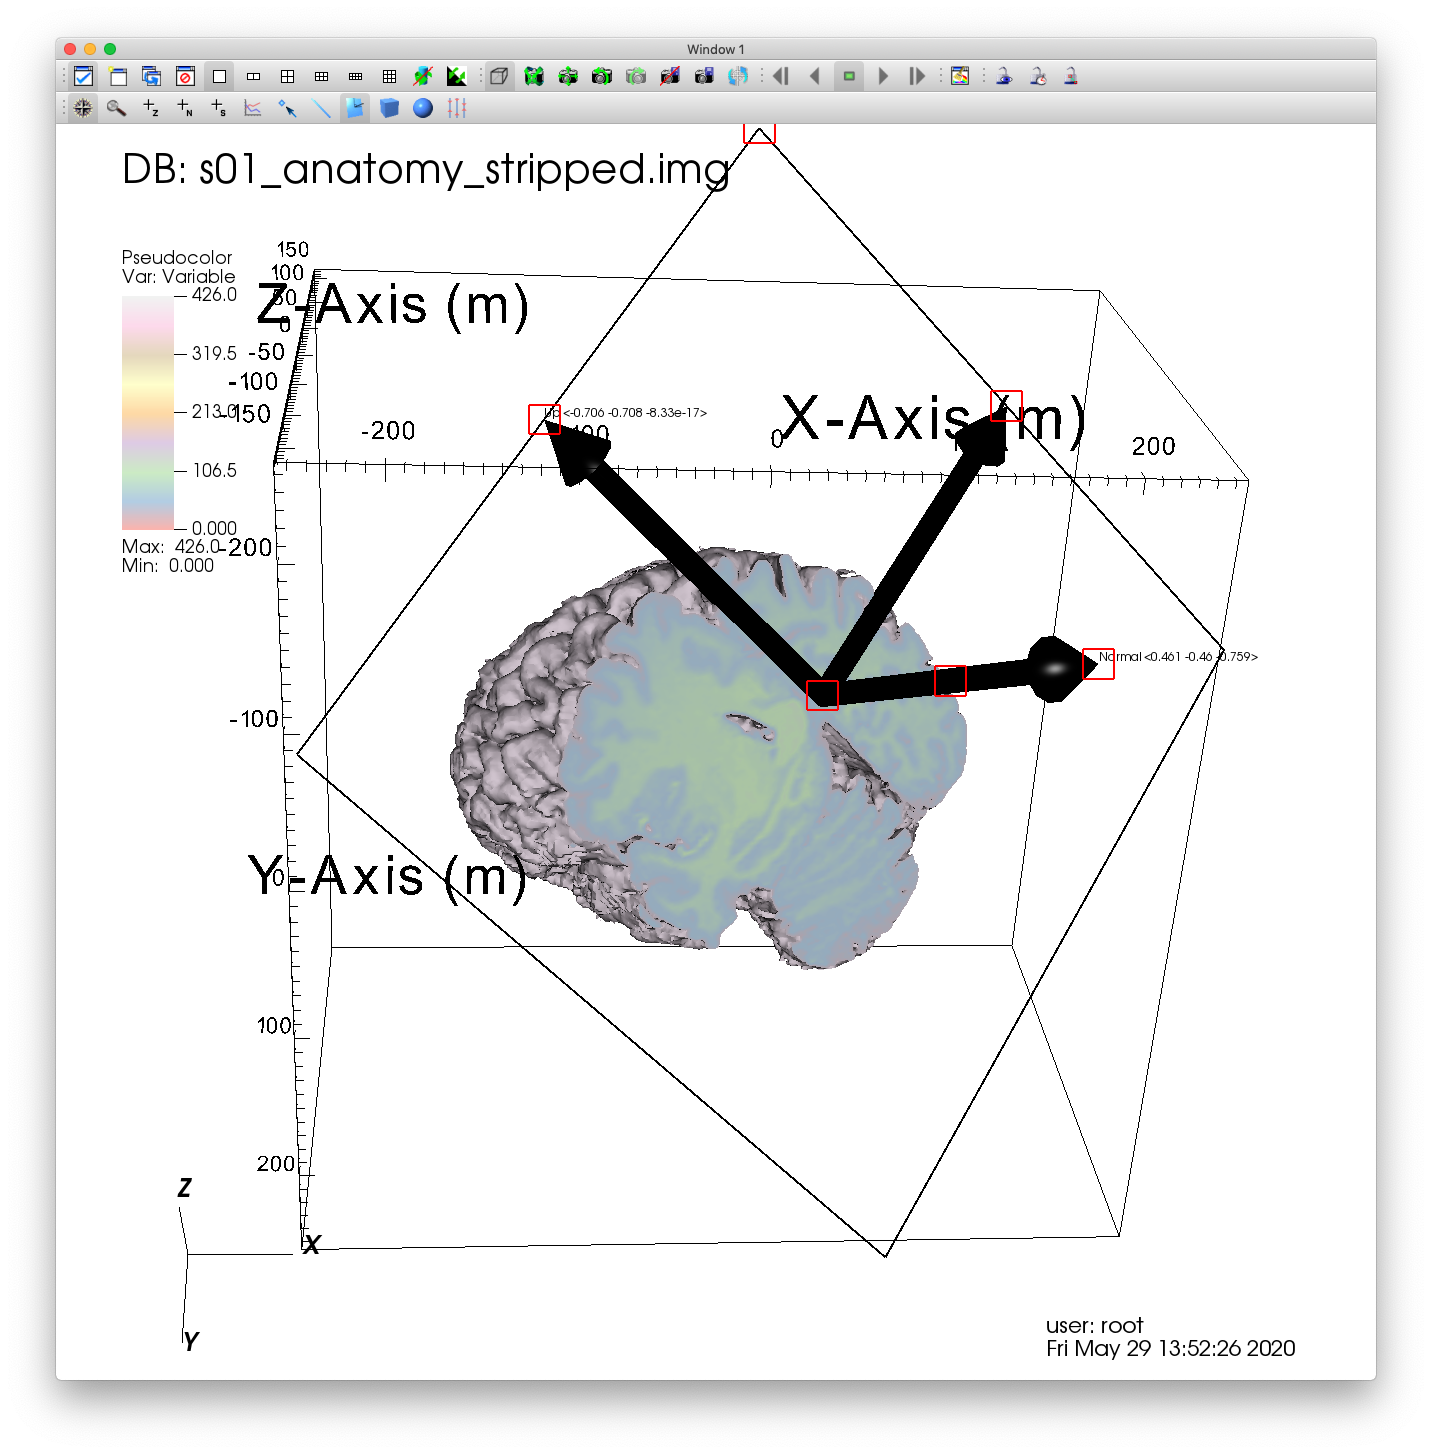 Window 1
DB: s01_anatomy_stripped.img
Pseudocolor
Var: Variable
426.0
319.5
213.0
106.5
0.000
Max: 426.0
Min: 0.000
150
100
50
0
-50
-100
-150
Z-Axis (m)
X-Axis (m)
-200
0
200
Up <-0.706 -0.708 -8.33e-17>
Normal <0.461 -0.46 -0.759>
-200
-100
0
100
200
Y-Axis (m)
Z
X
Y
user: root
Fri May 29 13:52:26 2020